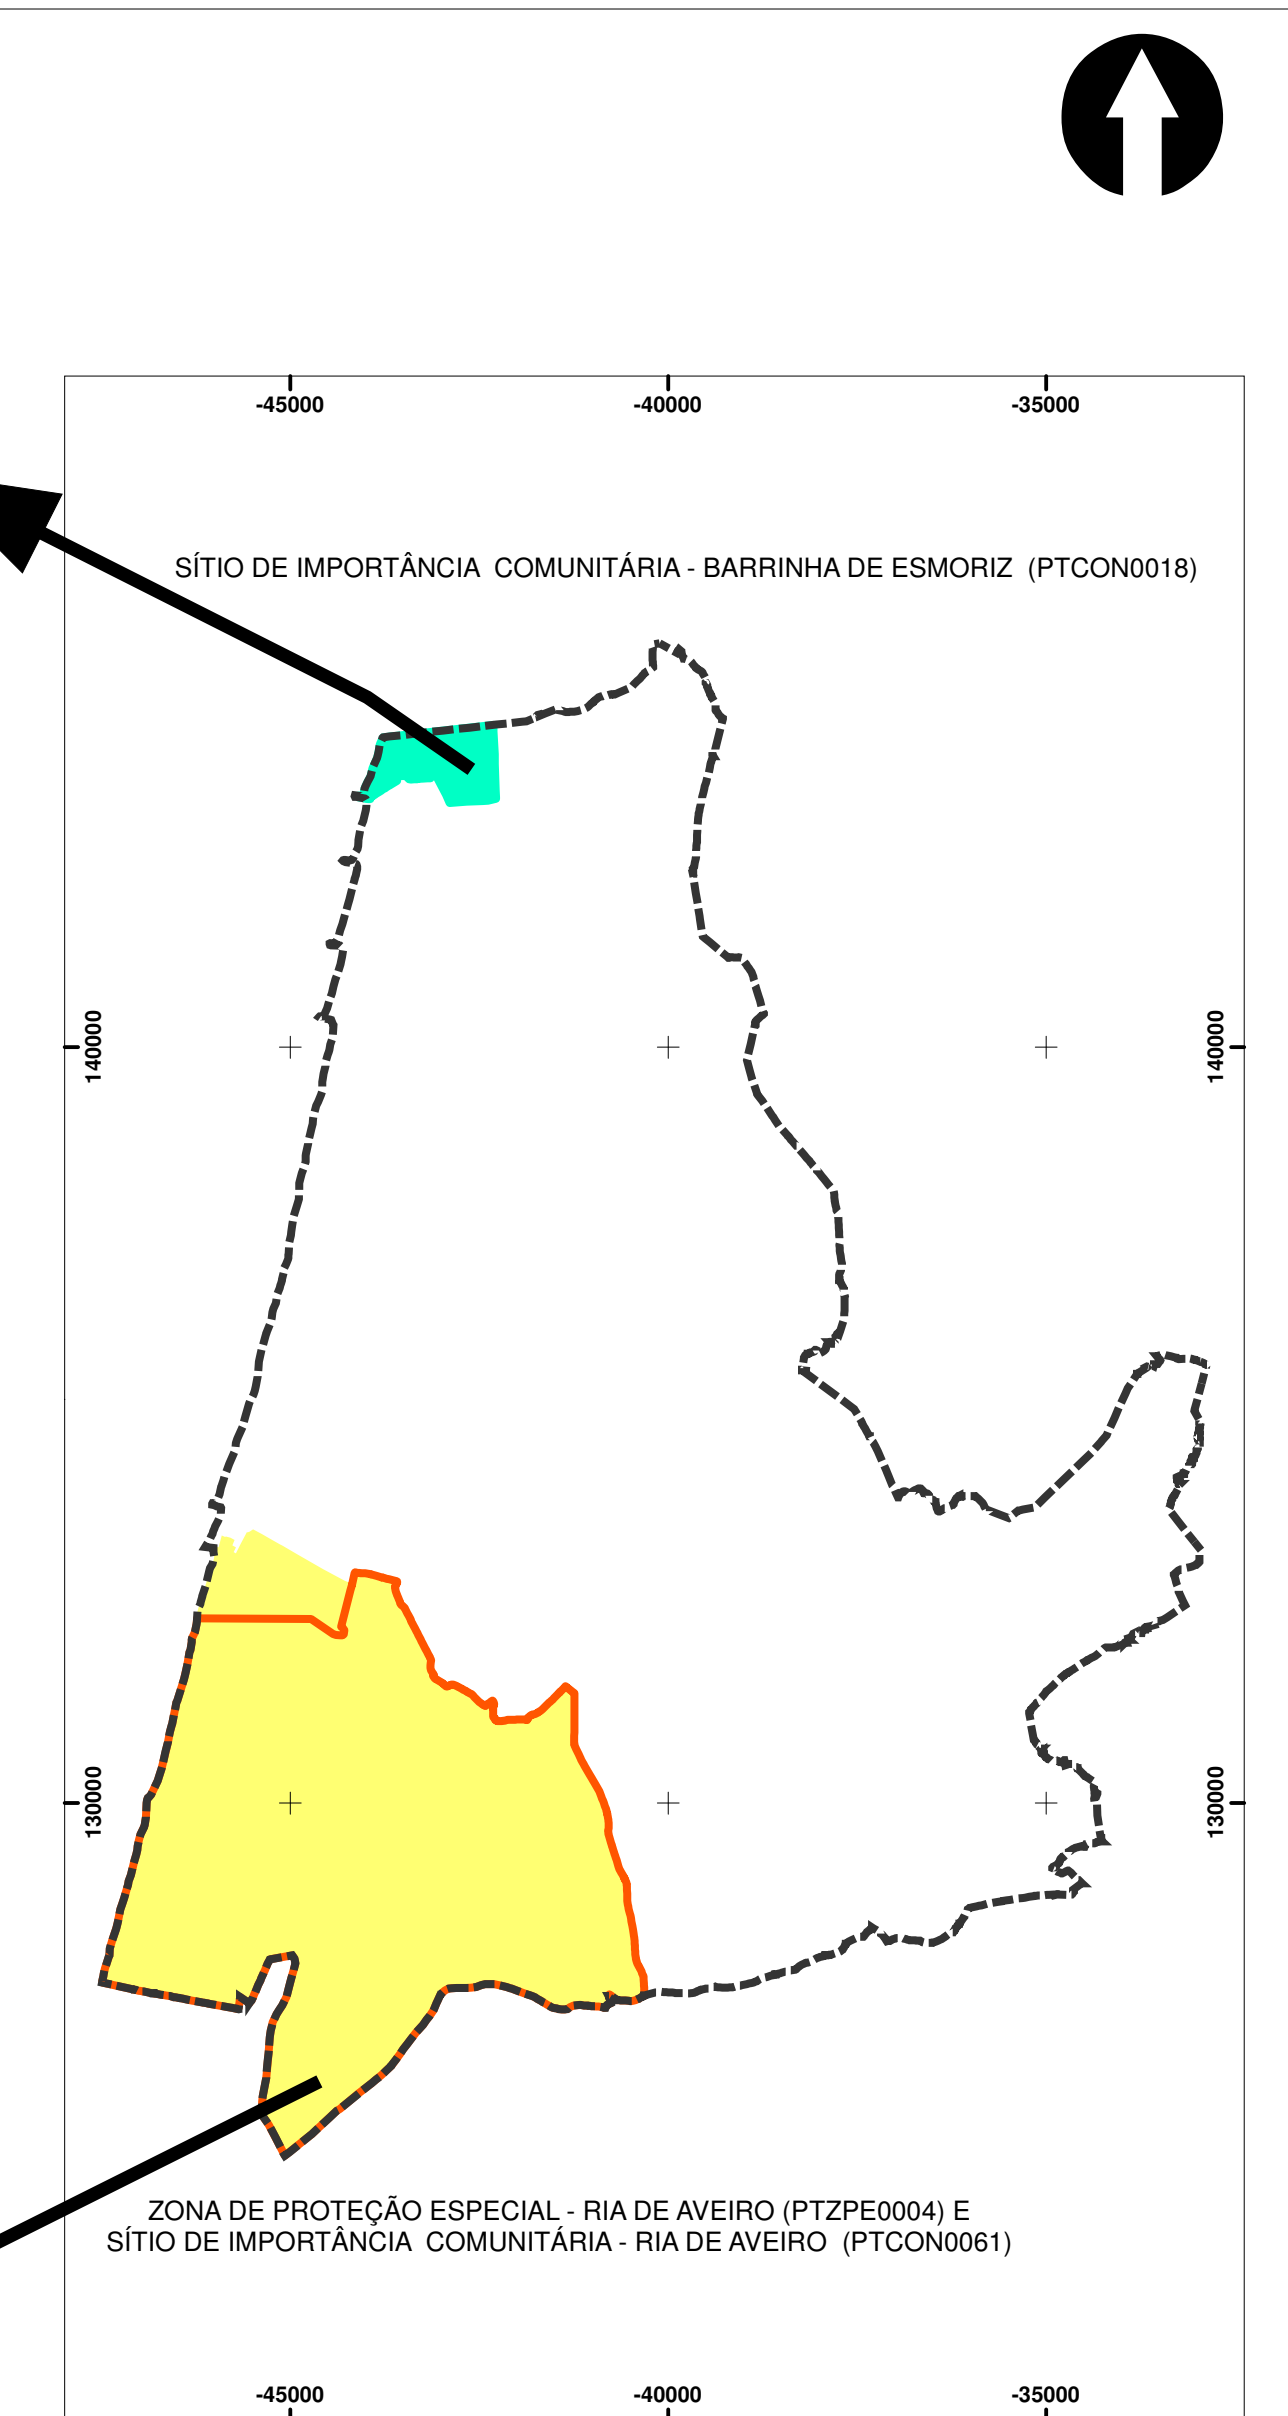 -45000 -40000 -35000
SÍTIO DE IMPORTÂNCIA COMUNITÁRIA - BARRINHA DE ESMORIZ (PTCON0018)
140000 140000
130000 130000
ZONA DE PROTEÇÃO ESPECIAL - RIA DE AVEIRO (PTZPE0004) E
SÍTIO DE IMPORTÂNCIA COMUNITÁRIA - RIA DE AVEIRO (PTCON0061)
-45000 -40000 -35000